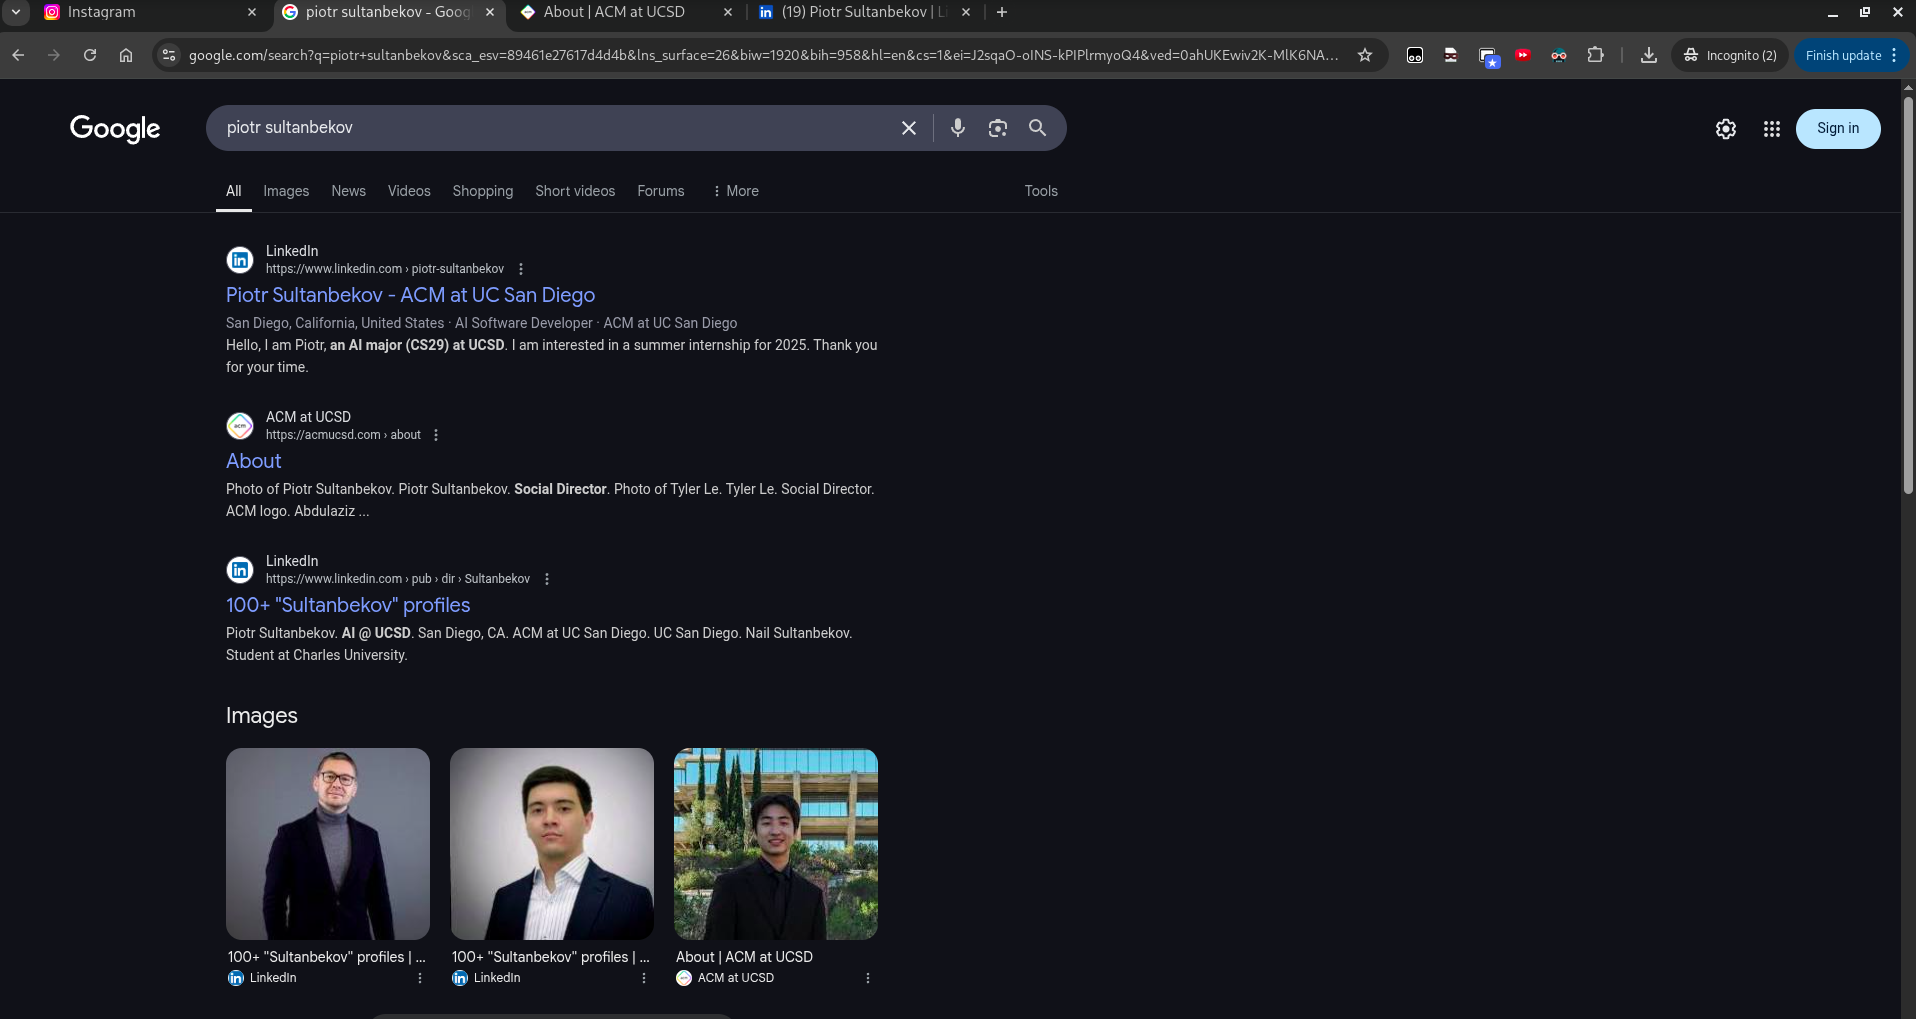 Instagram
piotr sultanbekov - Goog
About | ACM at UCSD
(19) Piotr Sultanbekov | Li
google.com/search?q=piotr+sultanbekov&sca_esv=89461e27617d4d4b&lns_surface=26&biw=1920&bih=958&hl=en&cs=1&ei=J2sqaO-oINS-kPIPlrmyoQ4&ved=0ahUKEwiv2K-MlK6NA...
Incognito (2)
Finish update
Google
piotr sultanbekov
Sign in
All
Images
News
Videos
Shopping
Short videos
Forums
More
Tools
LinkedIn
https://www.linkedin.com › piotr-sultanbekov
Piotr Sultanbekov - ACM at UC San Diego
San Diego, California, United States · AI Software Developer · ACM at UC San Diego
Hello, I am Piotr, an AI major (CS29) at UCSD. I am interested in a summer internship for 2025. Thank you
for your time.
acm
ACM at UCSD
https://acmucsd.com › about
About
Photo of Piotr Sultanbekov. Piotr Sultanbekov. Social Director. Photo of Tyler Le. Tyler Le. Social Director.
ACM logo. Abdulaziz ...
LinkedIn
https://www.linkedin.com › pub › dir › Sultanbekov
100+ "Sultanbekov" profiles
Piotr Sultanbekov. AI @ UCSD. San Diego, CA. ACM at UC San Diego. UC San Diego. Nail Sultanbekov.
Student at Charles University.
Images
100+ "Sultanbekov" profiles | ...
LinkedIn
100+ "Sultanbekov" profiles | ...
LinkedIn
About | ACM at UCSD
ACM at UCSD